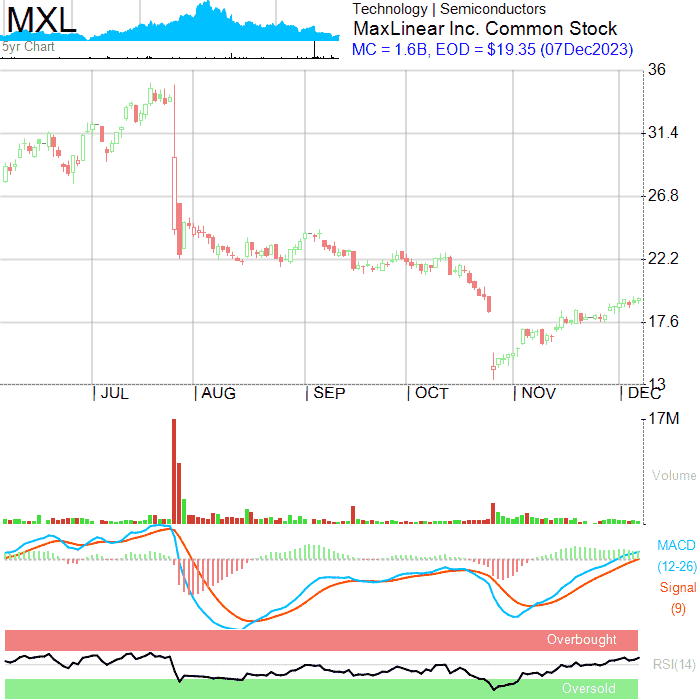 MXL
5yr Chart
Technology | Semiconductors
MaxLinear Inc. Common Stock
MC = 1.6B, EOD = $19.35 (07Dec2023)
36
31.4
26.8
22.2
17.6
13
| JUL | AUG | SEP | OCT | NOV | DEC
17M
Volume
MACD
(12-26)
Signal
(9)
Overbought
RSI(14)
Oversold